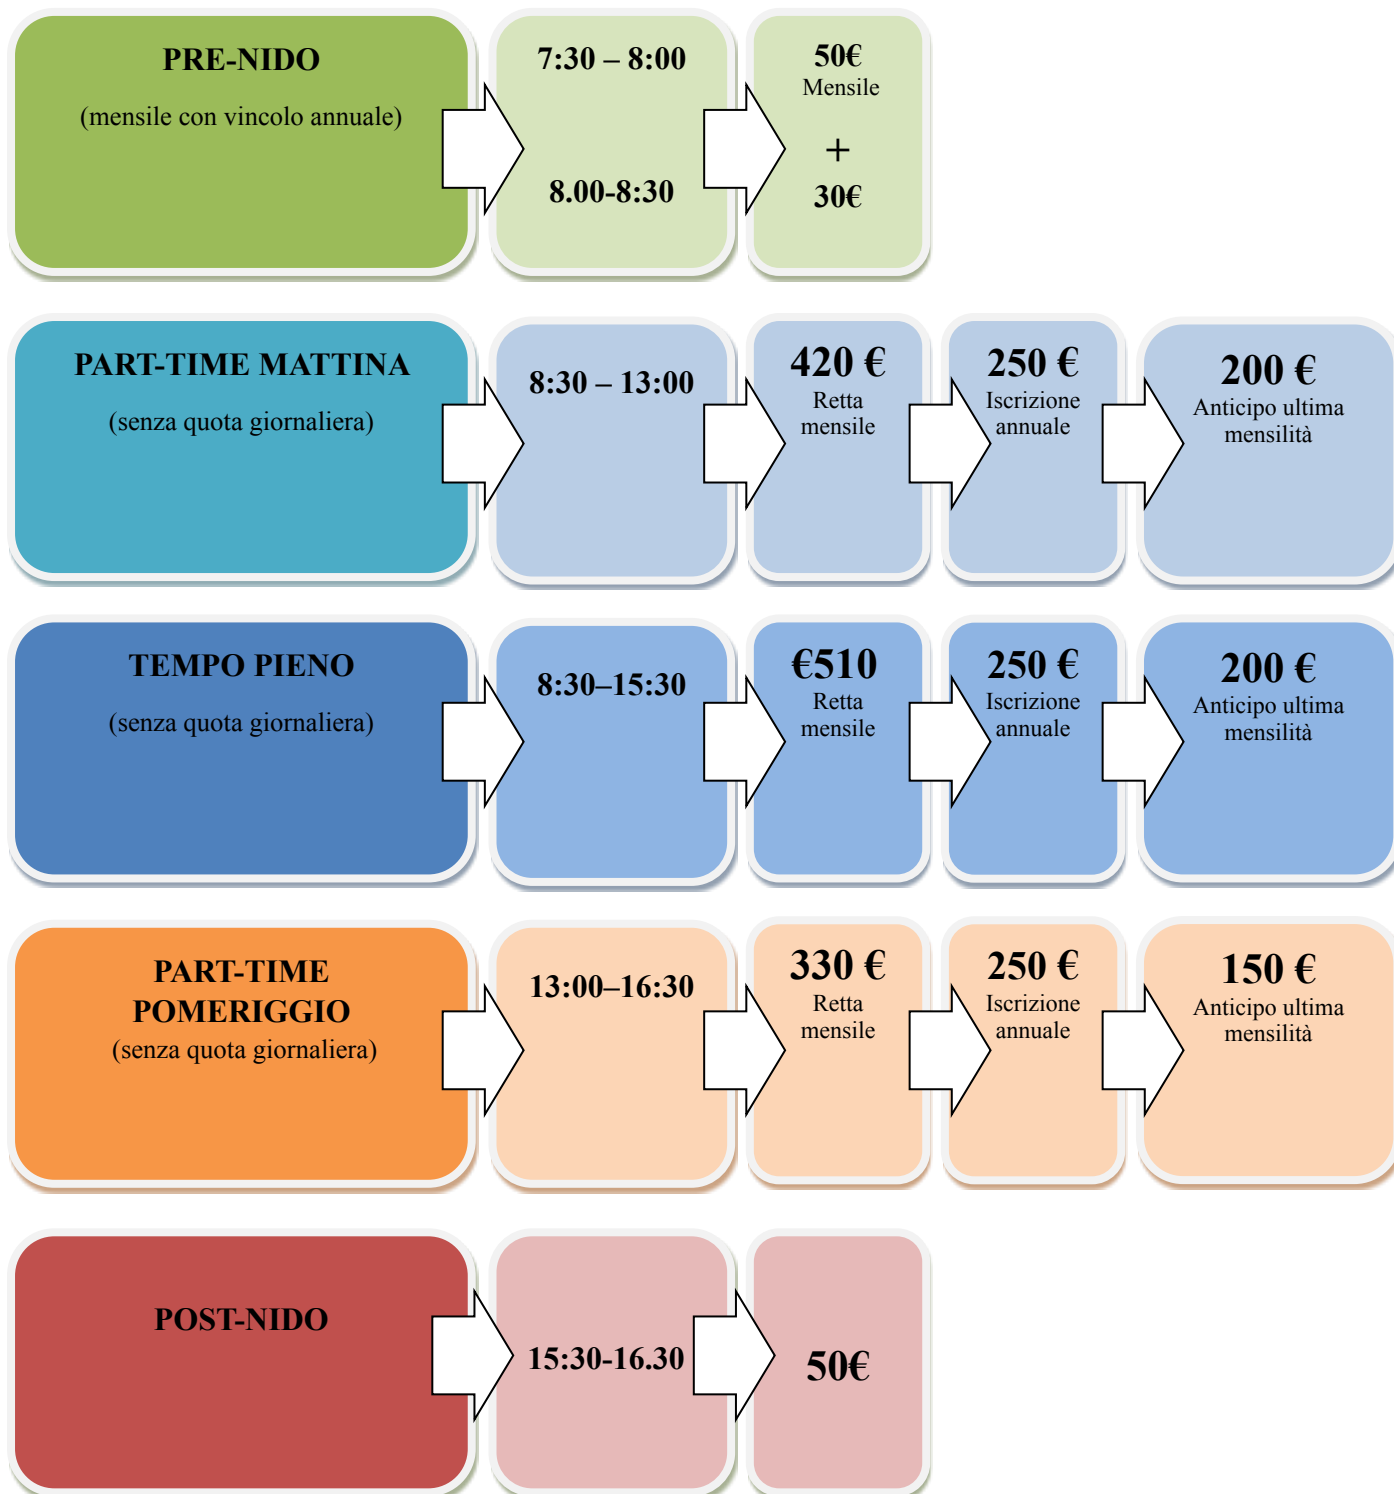 PRE-NIDO
(mensile con vincolo annuale)
7:30 – 8:00
8.00-8:30
50€
Mensile
+
30€
PART-TIME MATTINA
(senza quota giornaliera)
8:30 – 13:00
420 €
Retta
mensile
250 €
Iscrizione
annuale
200 €
Anticipo ultima
mensilità
TEMPO PIENO
(senza quota giornaliera)
8:30–15:30
€510
Retta
mensile
250 €
Iscrizione
annuale
200 €
Anticipo ultima
mensilità
PART-TIME
POMERIGGIO
(senza quota giornaliera)
13:00–16:30
330 €
Retta
mensile
250 €
Iscrizione
annuale
150 €
Anticipo ultima
mensilità
POST-NIDO
15:30-16.30
50€